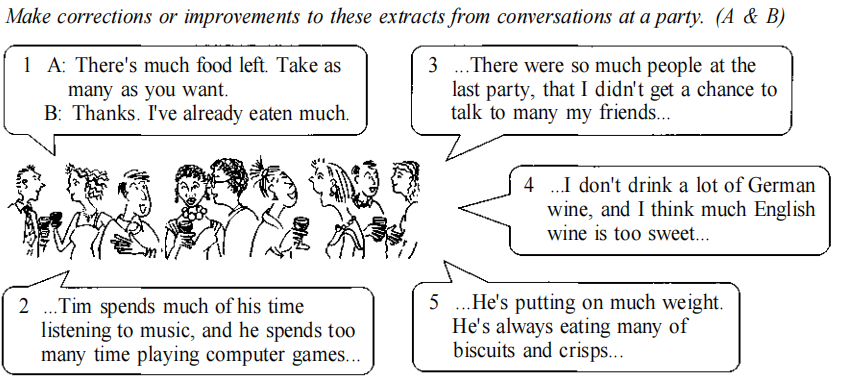 Make corrections or improvements to these extracts from conversations at a party. (A & B)
1 A: There's much food left. Take as
many as you want.
B: Thanks. I've already eaten much.
3 ...There were so much people at the
last party, that I didn't get a chance to
talk to many my friends...
4 ...I don't drink a lot of German
wine, and I think much English
wine is too sweet...
2 ...Tim spends much of his time
listening to music, and he spends too
many time playing computer games...
5 ...He's putting on much weight.
He's always eating many of
biscuits and crisps...